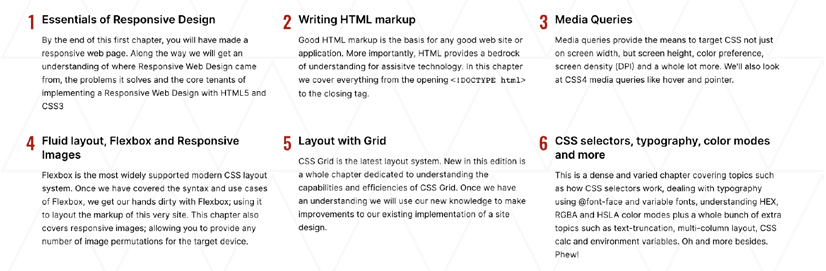 1 Essentials of Responsive Design
By the end of this first chapter, you will have made a
responsive web page. Along the way we will get an
understanding of where Responsive Web Design came
from, the problems it solves and the core tenants of
implementing a Responsive Web Design with HTML5 and
CSS3
2 Writing HTML markup
Good HTML markup is the basis for any good web site or
application. More importantly, HTML provides a bedrock
of understanding for assisitve technology. In this chapter
we cover everything from the opening <!DOCTYPE html>
to the closing tag.
3 Media Queries
Media queries provide the means to target CSS not just
on screen width, but screen height, color preference,
screen density (DPI) and a whole lot more. We'll also look
at CSS4 media queries like hover and pointer.
4 Fluid layout, Flexbox and Responsive
Images
Flexbox is the most widely supported modern CSS layout
system. Once we have covered the syntax and use cases
of Flexbox, we get our hands dirty with Flexbox; using it
to layout the markup of this very site. This chapter also
covers responsive images; allowing you to provide any
number of image permutations for the target device.
5 Layout with Grid
CSS Grid is the latest layout system. New in this edition is
a whole chapter dedicated to understanding the
capabilities and efficiencies of CSS Grid. Once we have
an understanding we will use our new knowledge to make
improvements to our existing implementation of a site
design.
6 CSS selectors, typography, color modes
and more
This is a dense and varied chapter covering topics such
as how CSS selectors work, dealing with typography
using @font-face and variable fonts, understanding HEX,
RGBA and HSLA color modes plus a whole bunch of extra
topics such as text-truncation, multi-column layout, CSS
calc and environment variables. Oh and more besides.
Phew!